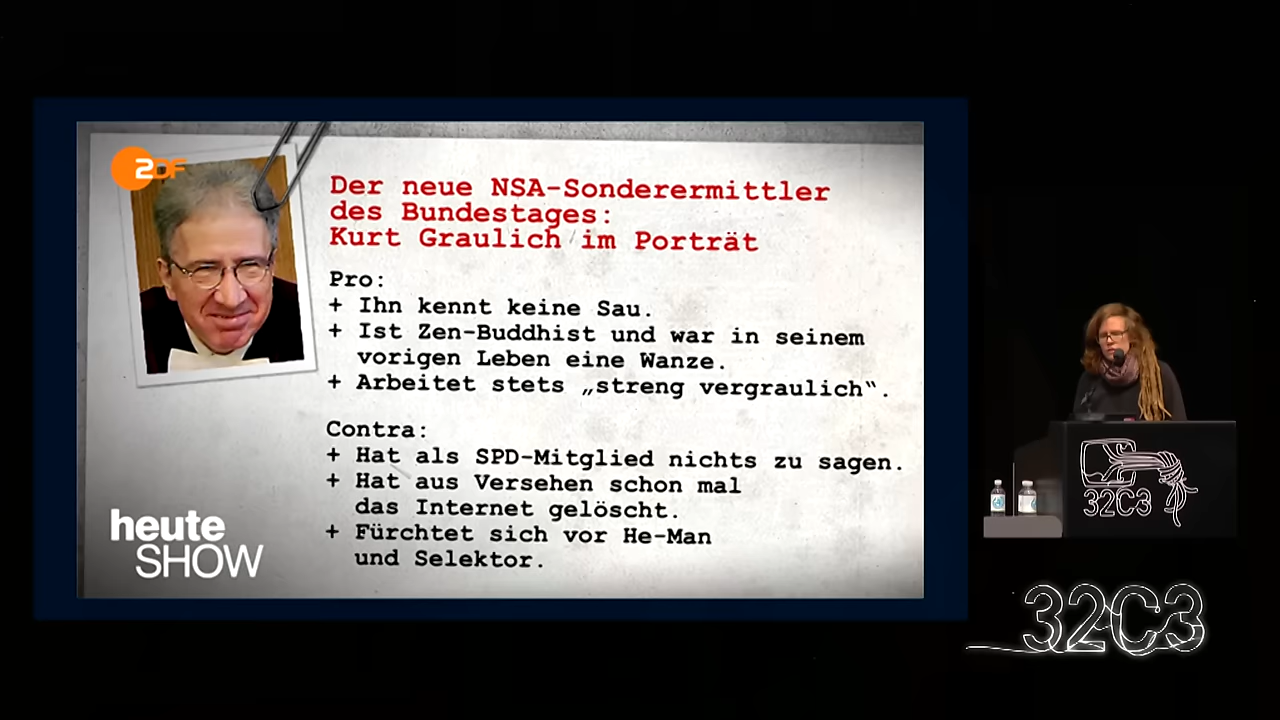 ZDF
Der neue NSA-Sonderermittler
des Bundestages:
Kurt Graulich im Porträt
Pro:
+ Ihn kennt keine Sau.
+ Ist Zen-Buddhist und war in seinem
vorigen Leben eine Wanze.
+ Arbeitet stets „streng vergraulich“.
Contra:
+ Hat als SPD-Mitglied nichts zu sagen.
+ Hat aus Versehen schon mal
das Internet gelöscht.
+ Fürchtet sich vor He-Man
und Selektor.
heute
SHOW
32C3
32C3